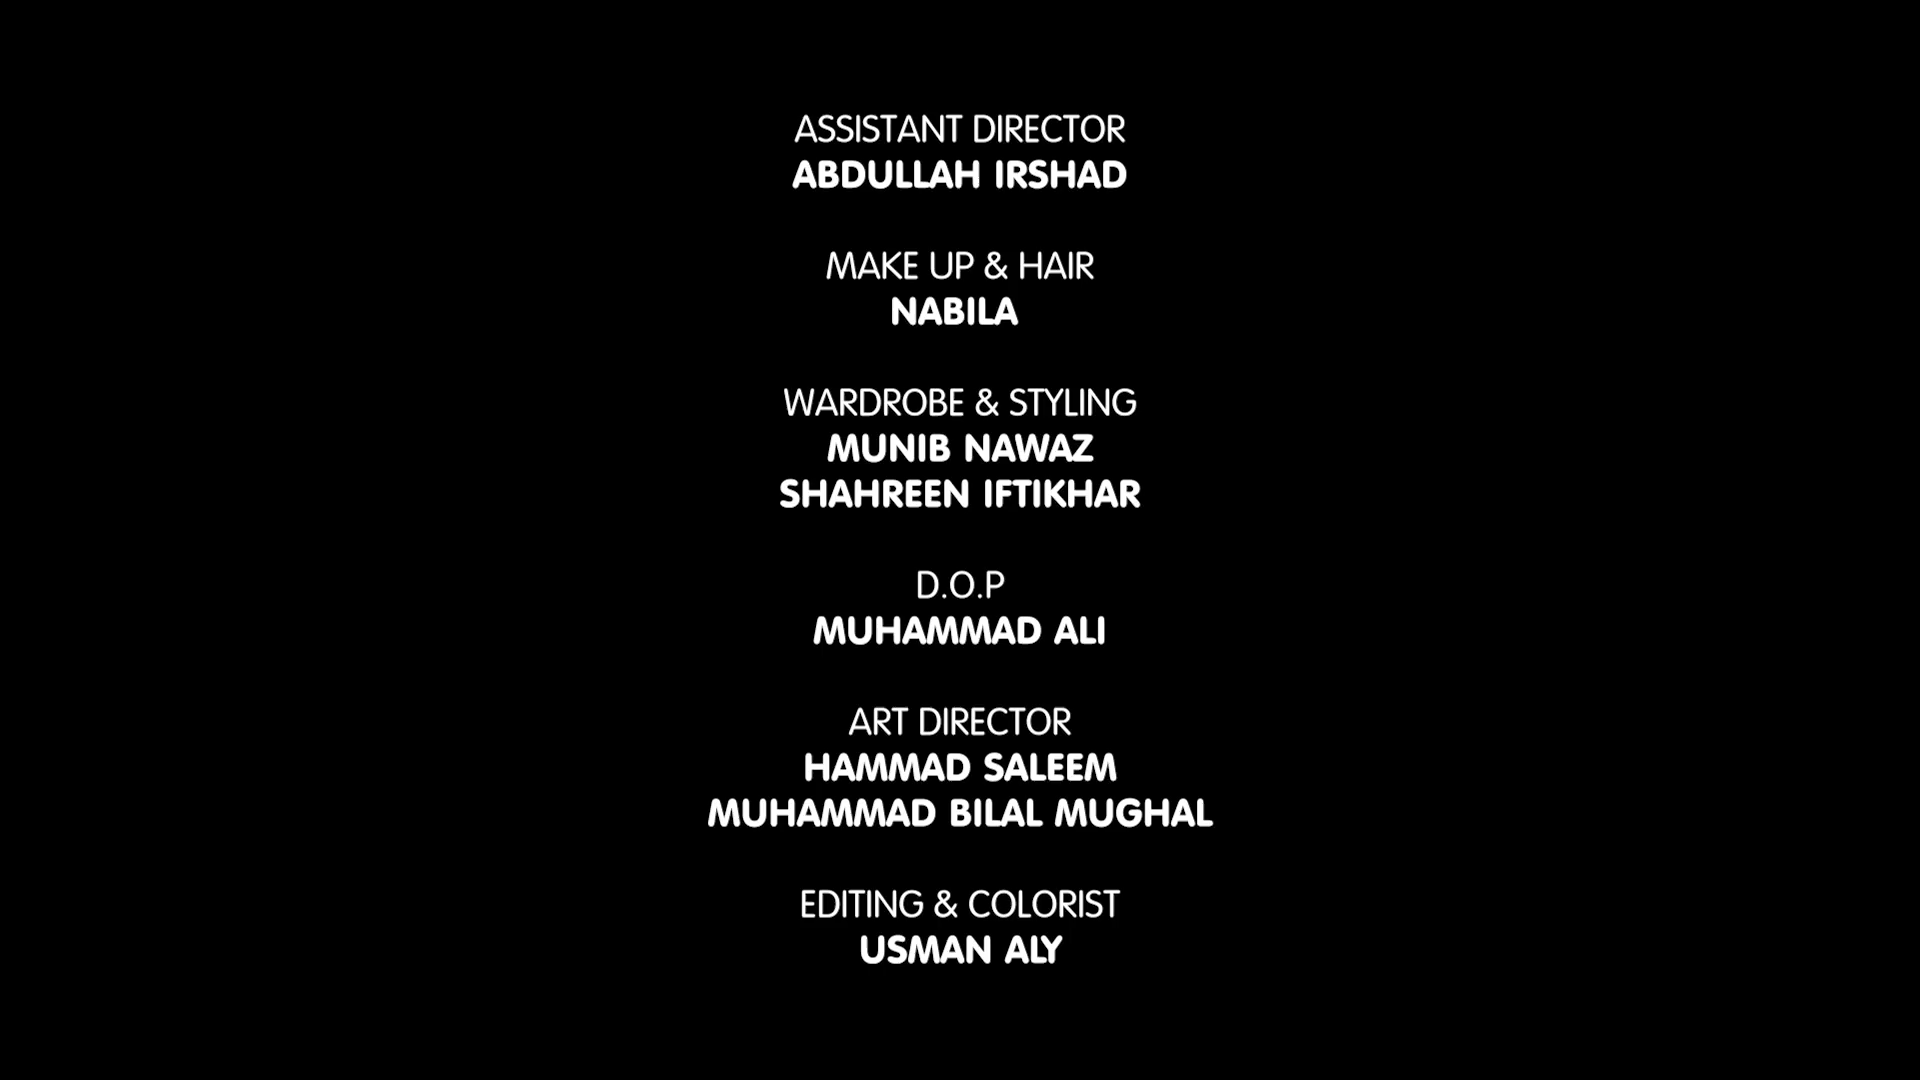 ASSISTANT DIRECTOR
ABDULLAH IRSHAD
MAKE UP & HAIR
NABILA
WARDROBE & STYLING
MUNIB NAWAZ
SHAHREEN IFTIKHAR
D.O.P
MUHAMMAD ALI
ART DIRECTOR
HAMMAD SALEEM
MUHAMMAD BILAL MUGHAL
EDITING & COLORIST
USMAN ALY